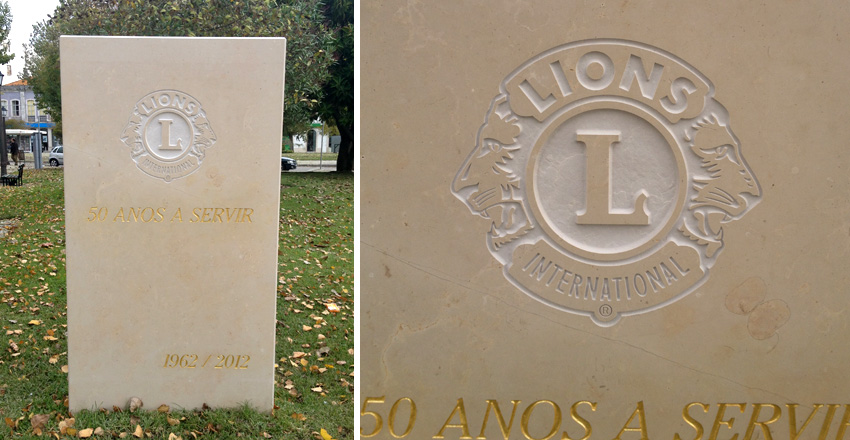 LIONS
L
INTERNATIONAL
50 ANOS A SERVIR
1962 / 2012
LIONS
L
INTERNATIONAL
®
50 ANOS A SERVIR